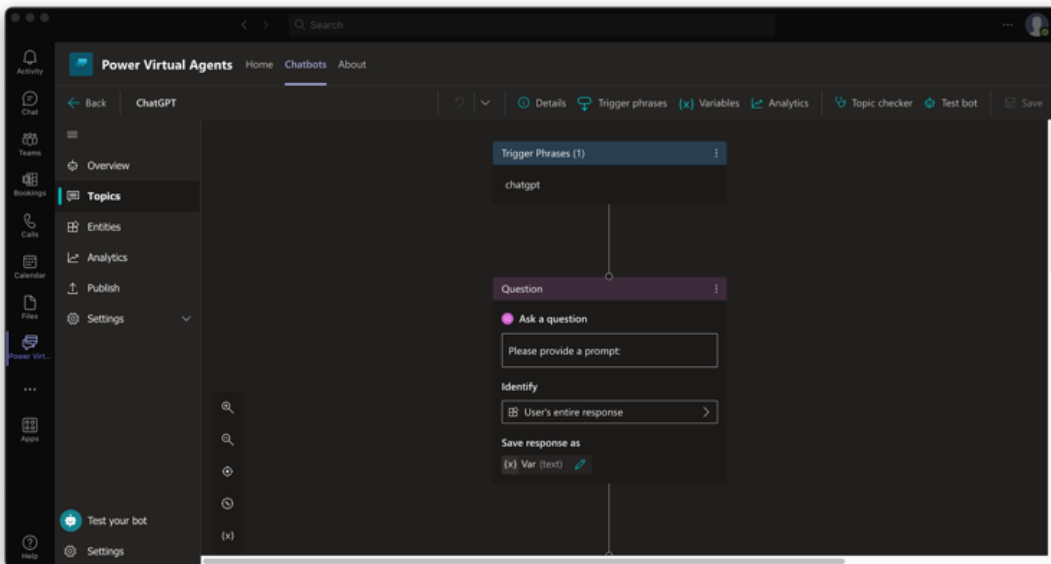 Search
Activity
Chat
Teams
Bookings
Calls
Calendar
Files
Power Virt...
Apps
Help
Power Virtual Agents Home Chatbots About
Back ChatGPT Details Trigger phrases {x} Variables Analytics Topic checker Test bot Save
Overview
Topics
Entities
Analytics
Publish
Settings
Test your bot
Settings
{x}
Trigger Phrases (1)
chatgpt
Question
Ask a question
Please provide a prompt:
Identify
User's entire response
Save response as
{x} Var (text)